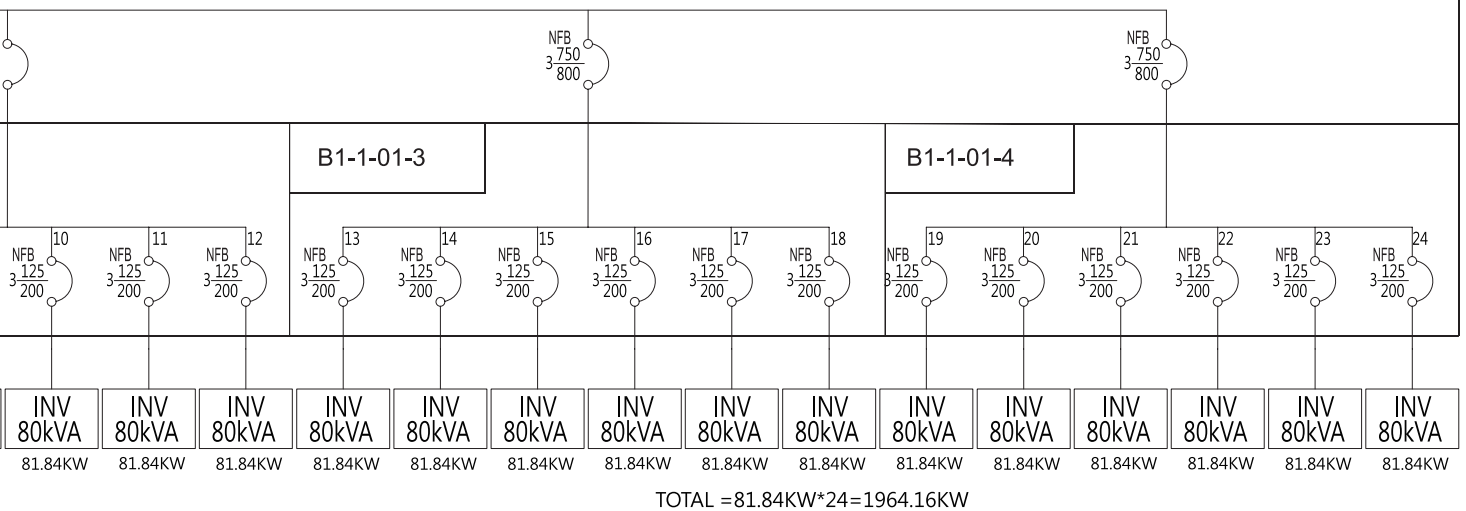 NFB NFB
3 750/800 3 750/800
B1-1-01-3 B1-1-01-4
10 11 12 13 14 15 16 17 18 19 20 21 22 23 24
NFB NFB NFB NFB NFB NFB NFB NFB NFB NFB NFB NFB NFB NFB NFB
3 125/200 3 125/200 3 125/200 3 125/200 3 125/200 3 125/200 3 125/200 3 125/200 3 125/200 3 125/200 3 125/200 3 125/200 3 125/200 3 125/200 3 125/200
INV INV INV INV INV INV INV INV INV INV INV INV INV INV INV
80kVA 80kVA 80kVA 80kVA 80kVA 80kVA 80kVA 80kVA 80kVA 80kVA 80kVA 80kVA 80kVA 80kVA 80kVA
81.84KW 81.84KW 81.84KW 81.84KW 81.84KW 81.84KW 81.84KW 81.84KW 81.84KW 81.84KW 81.84KW 81.84KW 81.84KW 81.84KW 81.84KW
TOTAL =81.84KW*24=1964.16KW